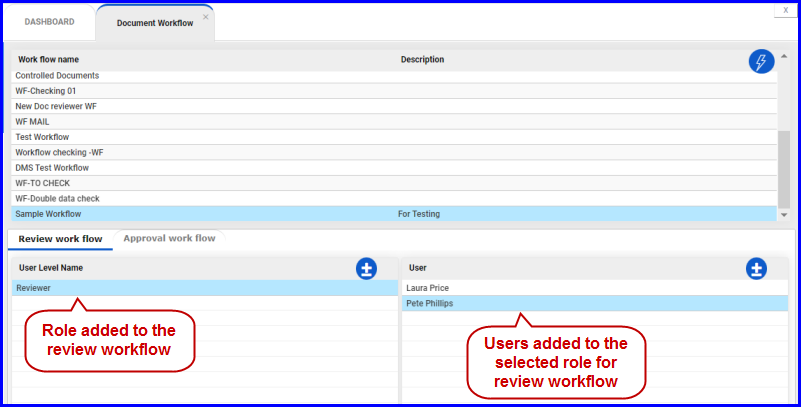 DASHBOARD
Document Workflow
x
x
Work flow name Description
Controlled Documents
WF-Checking 01
New Doc reviewer WF
WF MAIL
Test Workflow
Workflow checking -WF
DMS Test Workflow
WF-TO CHECK
WF-Double data check
Sample Workflow For Testing
Review work flow Approval work flow
User Level Name User
Reviewer Laura Price
Pete Phillips
Role added to the
review workflow
Users added to the
selected role for
review workflow